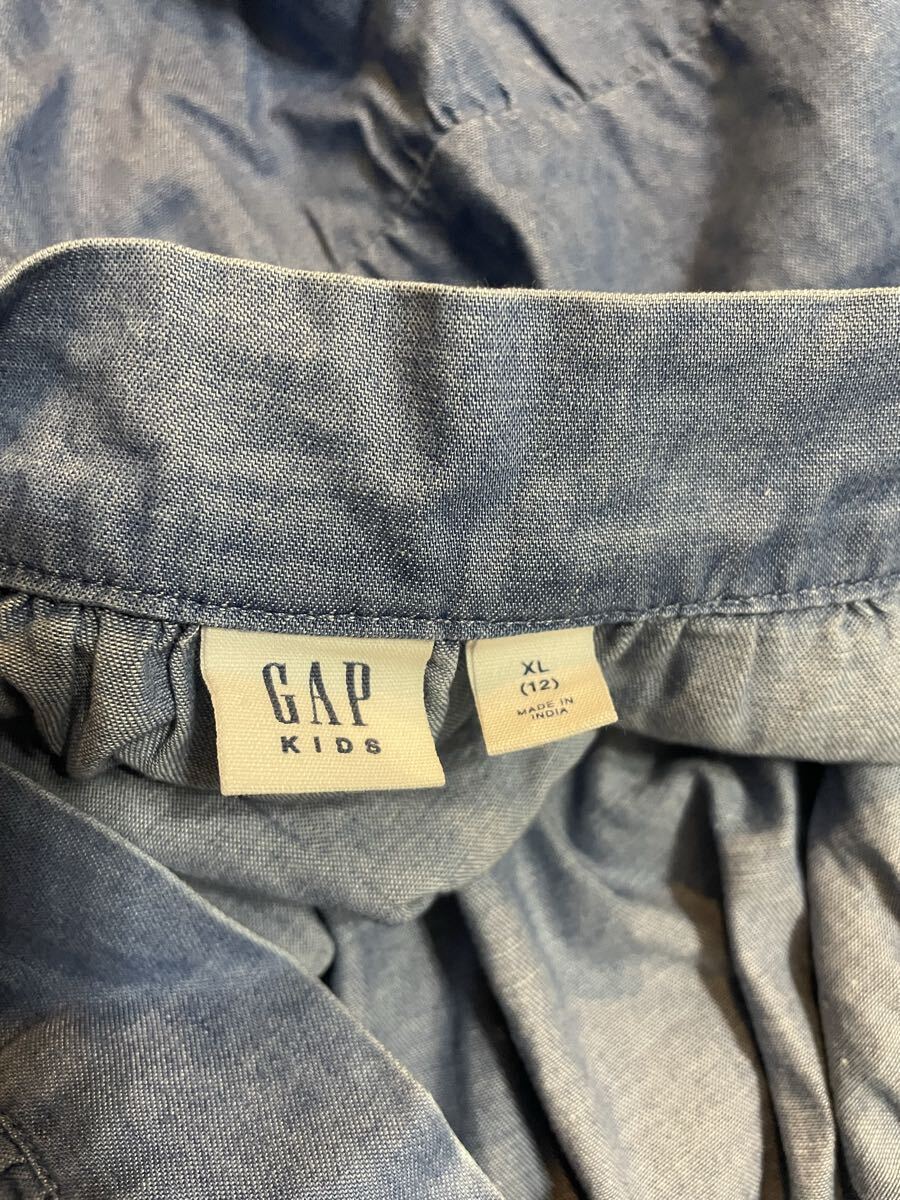 GAP
KIDS
XL
(12)
MADE IN
INDIA